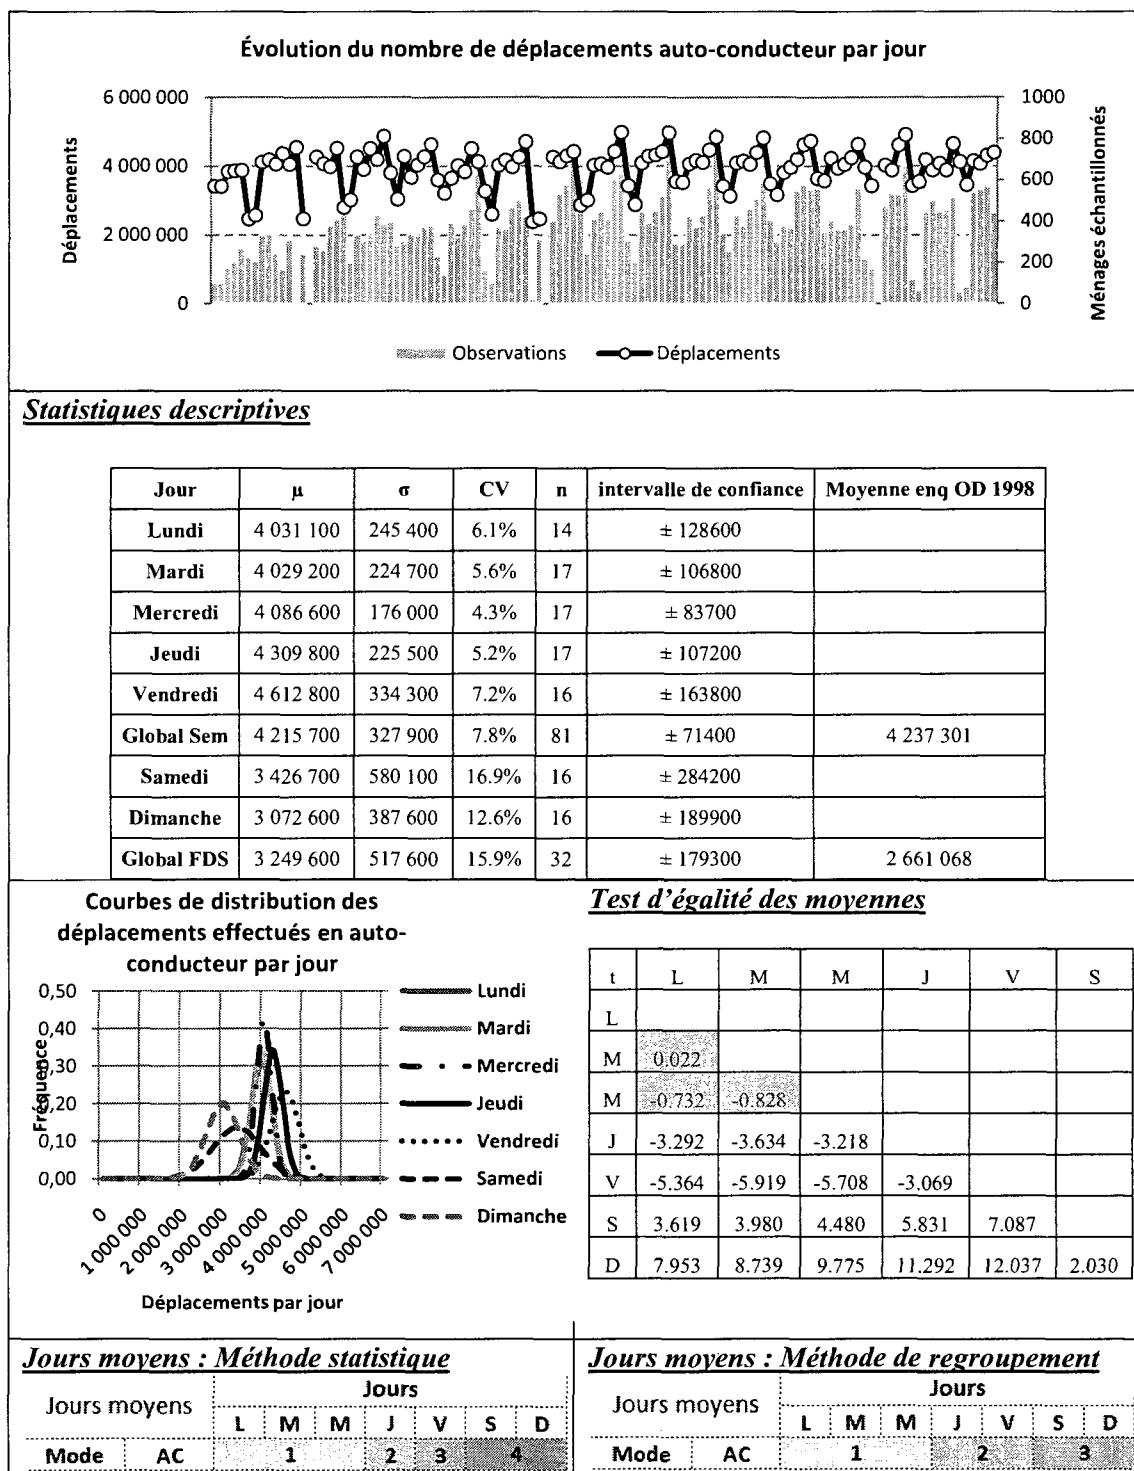 Évolution du nombre de déplacements auto-conducteur par jour
6 000 000 1000
800
4 000 000 600
400
2 000 000
200
0 0
Déplacements
Ménages échantillonnés
Observations Déplacements
Statistiques descriptives
Jour μ σ CV n intervalle de confiance Moyenne enq OD 1998
Lundi 4 031 100 245 400 6.1% 14 ± 128600
Mardi 4 029 200 224 700 5.6% 17 ± 106800
Mercredi 4 086 600 176 000 4.3% 17 ± 83700
Jeudi 4 309 800 225 500 5.2% 17 ± 107200
Vendredi 4 612 800 334 300 7.2% 16 ± 163800
Global Sem 4 215 700 327 900 7.8% 81 ± 71400 4 237 301
Samedi 3 426 700 580 100 16.9% 16 ± 284200
Dimanche 3 072 600 387 600 12.6% 16 ± 189900
Global FDS 3 249 600 517 600 15.9% 32 ± 179300 2 661 068
Courbes de distribution des
déplacements effectués en auto-
conducteur par jour
0,50
0,40
0,30
0,20
0,10
0,00
Fréquence
0 1 000 000 2 000 000 3 000 000 4 000 000 5 000 000 6 000 000 7 000 000
Déplacements par jour
Lundi
Mardi
Mercredi
Jeudi
Vendredi
Samedi
Dimanche
Test d'égalité des moyennes
t L M M J V S
L
M 0.022
M -0.732 -0.828
J -3.292 -3.634 -3.218
V -5.364 -5.919 -5.708 -3.069
S 3.619 3.980 4.480 5.831 7.087
D 7.953 8.739 9.775 11.292 12.037 2.030
Jours moyens : Méthode statistique
Jours moyens Jours
L M M J V S D
Mode AC 1 2 3 4
Jours moyens : Méthode de regroupement
Jours moyens Jours
L M M J V S D
Mode AC 1 2 3